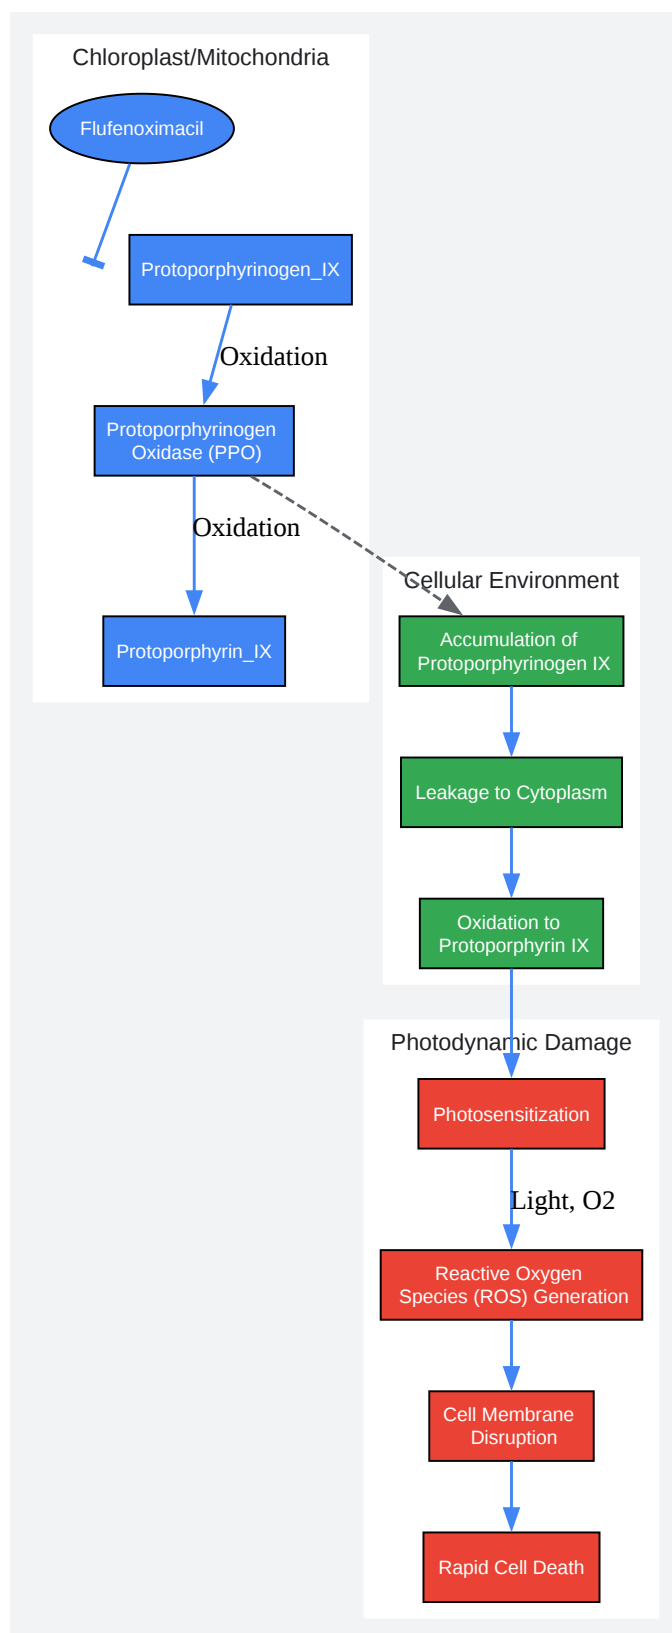 Chloroplast/Mitochondria
Flufenoximacil
Protoporphyrinogen_IX
Oxidation
Protoporphyrinogen
Oxidase (PPO)
Oxidation
Protoporphyrin_IX
Cellular Environment
Accumulation of
Protoporphyrinogen IX
Leakage to Cytoplasm
Oxidation to
Protoporphyrin IX
Photodynamic Damage
Photosensitization
Light, O2
Reactive Oxygen
Species (ROS) Generation
Cell Membrane
Disruption
Rapid Cell Death